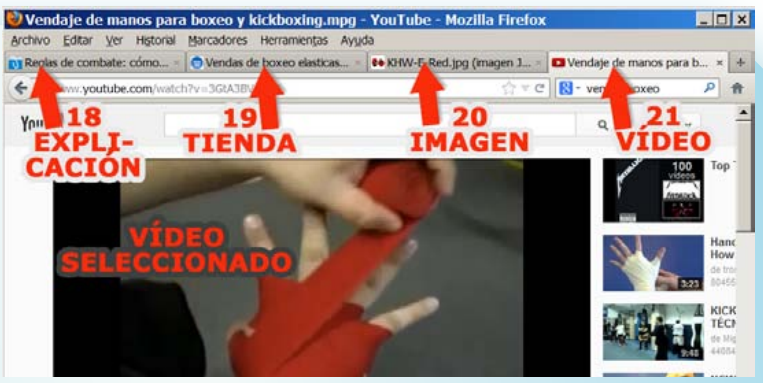 Vendaje de manos para boxeo y kickboxing.mpg - YouTube - Mozilla Firefox
Archivo Editar Ver Historial Marcadores Herramientas Ayuda
Reglas de combate: cómo... Vendas de boxeo elasticas... KHW-E-Red.jpg (imagen J... Vendaje de manos para b...
.youtube.com/watch?v=3GtA3B
18 19 20 21
EXPLI-
CACIÓN TIENDA IMAGEN VÍDEO
VÍDEO
SELECCIONADO
100
videos
Top
Hand
How
3:23
KICK
TÉCN
9:48